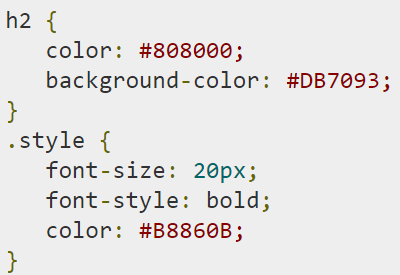 h2 {
   color: #808000;
   background-color: #DB7093;
}
.style {
   font-size: 20px;
   font-style: bold;
   color: #B8860B;
}